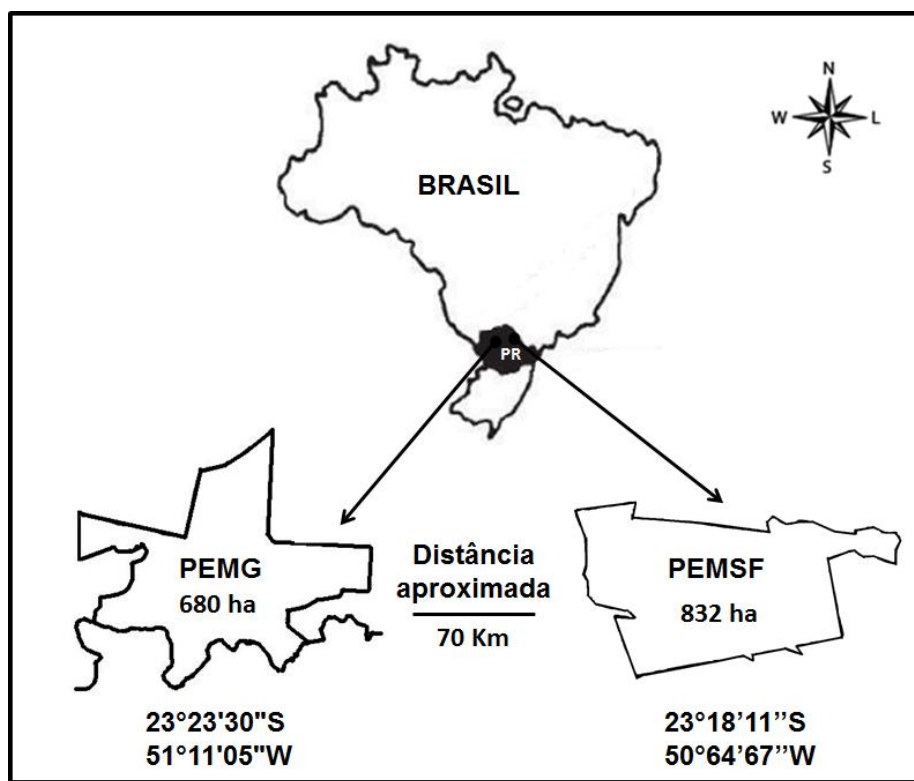 N
W L
S
BRASIL
PR
PEMG
680 ha
Distância
aproximada
70 Km
PEMSF
832 ha
23°23'30"S
51°11'05"W
23°18’11’’S
50°64’67’’W